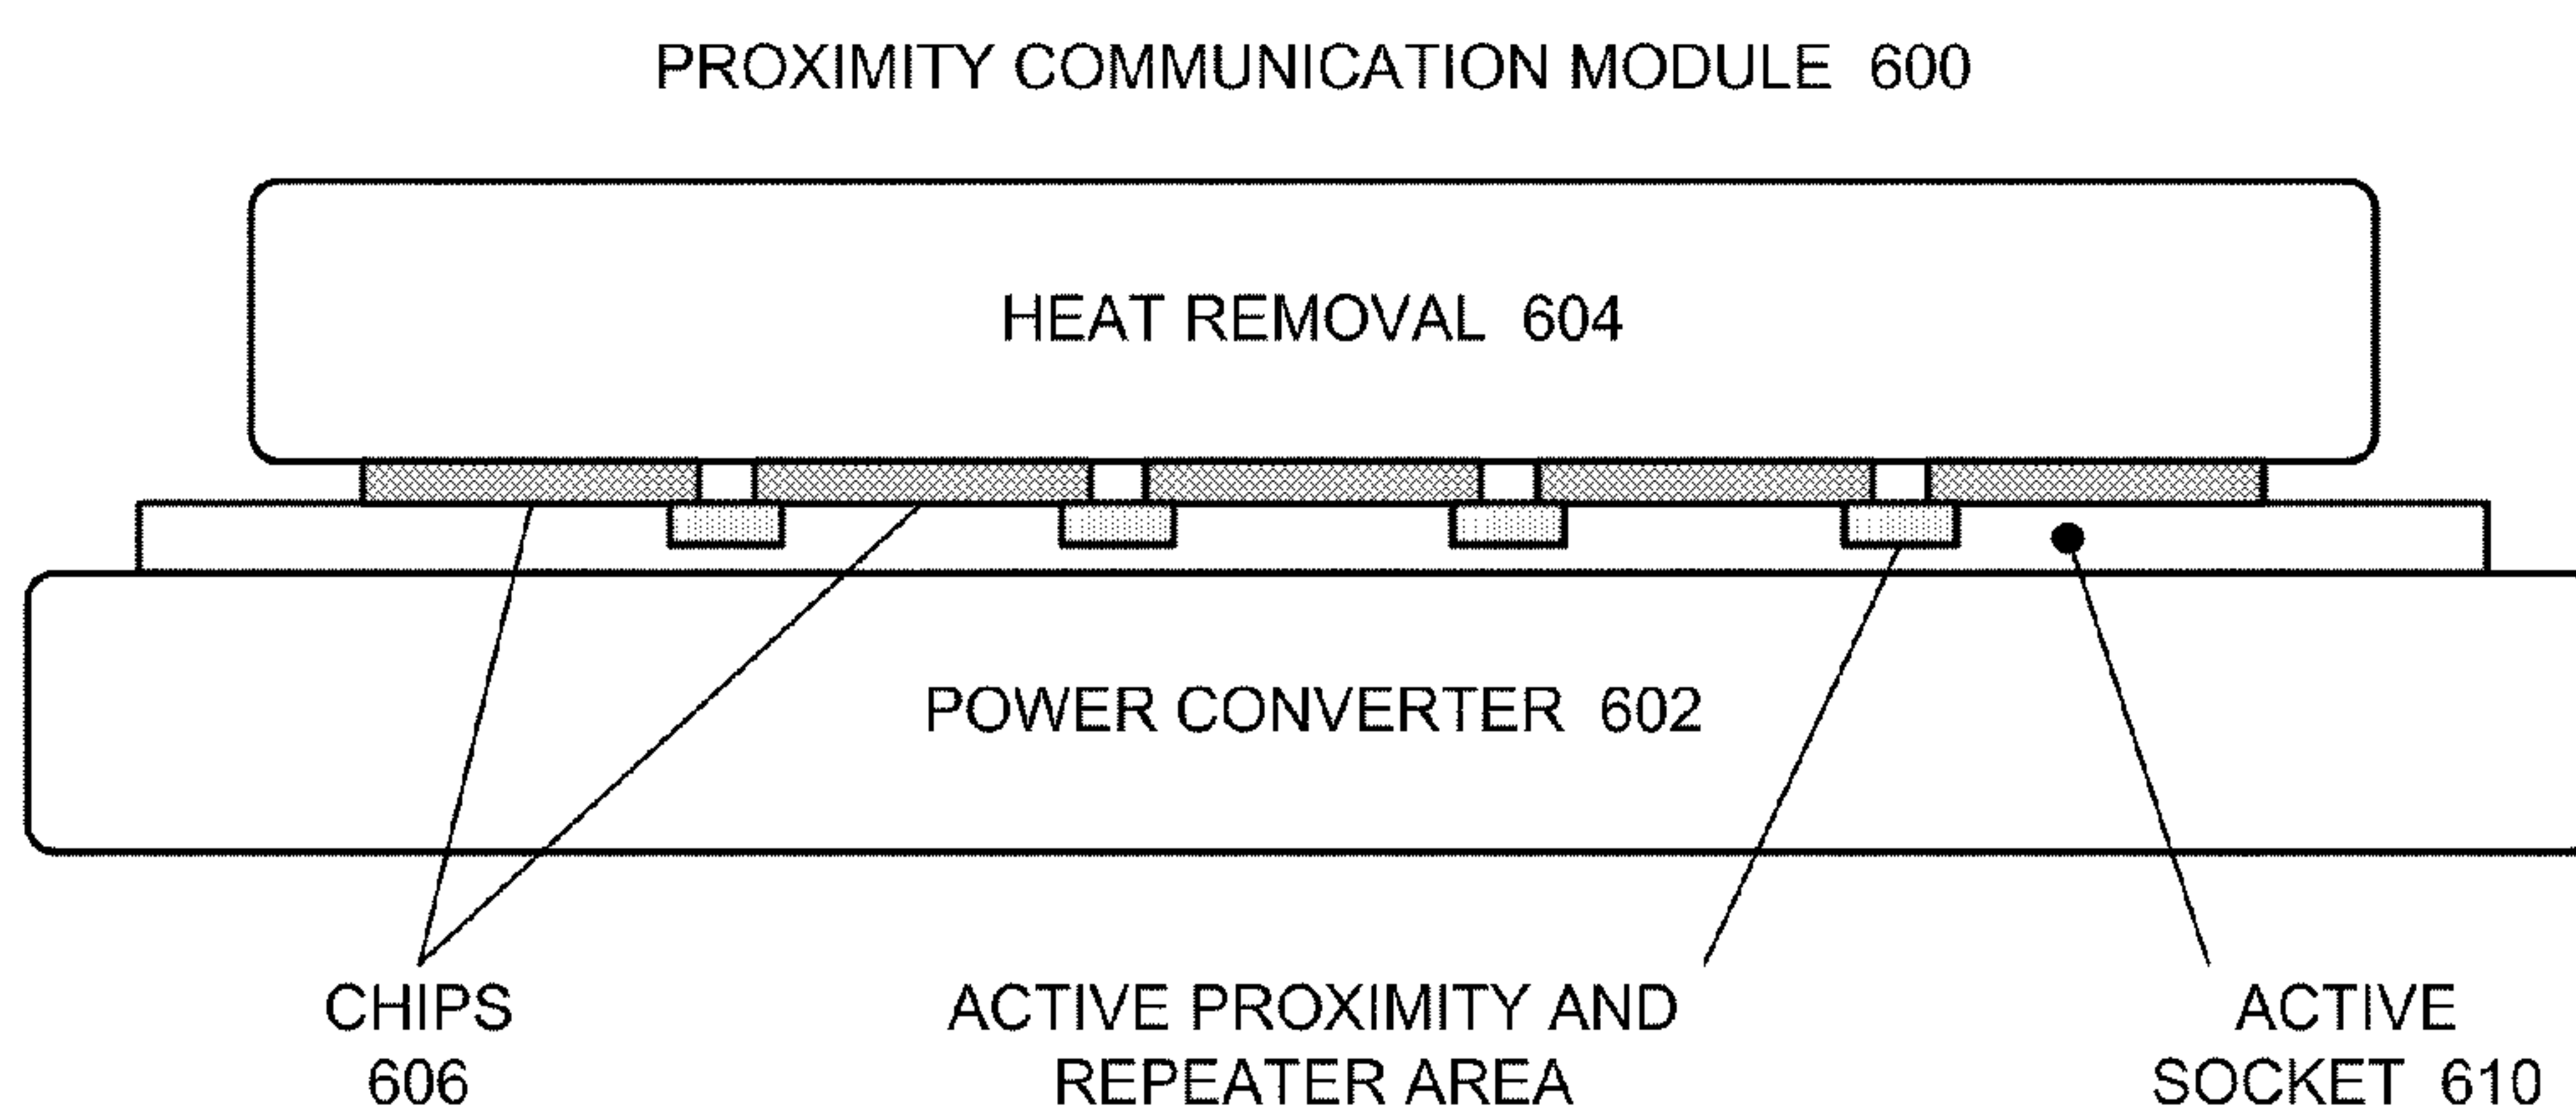 PROXIMITY COMMUNICATION MODULE 600
HEAT REMOVAL 604
POWER CONVERTER 602
CHIPS
606
ACTIVE PROXIMITY AND
REPEATER AREA
ACTIVE
SOCKET 610